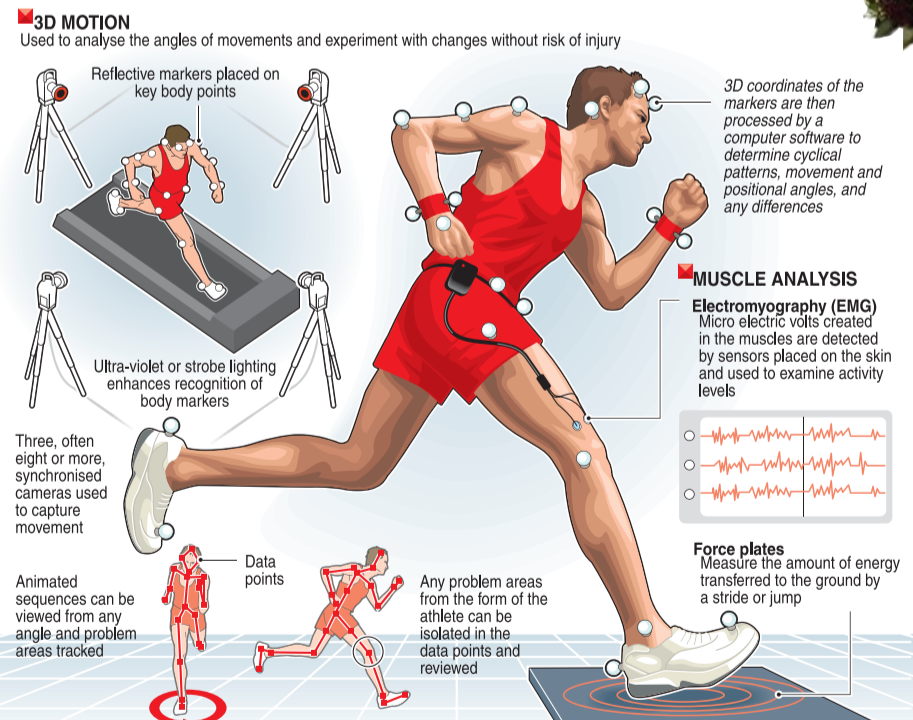 3D MOTION
Used to analyse the angles of movements and experiment with changes without risk of injury
Reflective markers placed on
key body points
3D coordinates of the
markers are then
processed by a
computer software to
determine cyclical
patterns, movement and
positional angles, and
any differences
MUSCLE ANALYSIS
Electromyography (EMG)
Micro electric volts created
in the muscles are detected
by sensors placed on the skin
and used to examine activity
levels
Ultra-violet or strobe lighting
enhances recognition of
body markers
Three, often
eight or more,
synchronised
cameras used
to capture
movement
Force plates
Measure the amount of energy
transferred to the ground by
a stride or jump
Data
points
Animated
sequences can be
viewed from any
angle and problem
areas tracked
Any problem areas
from the form of the
athlete can be
isolated in the
data points and
reviewed